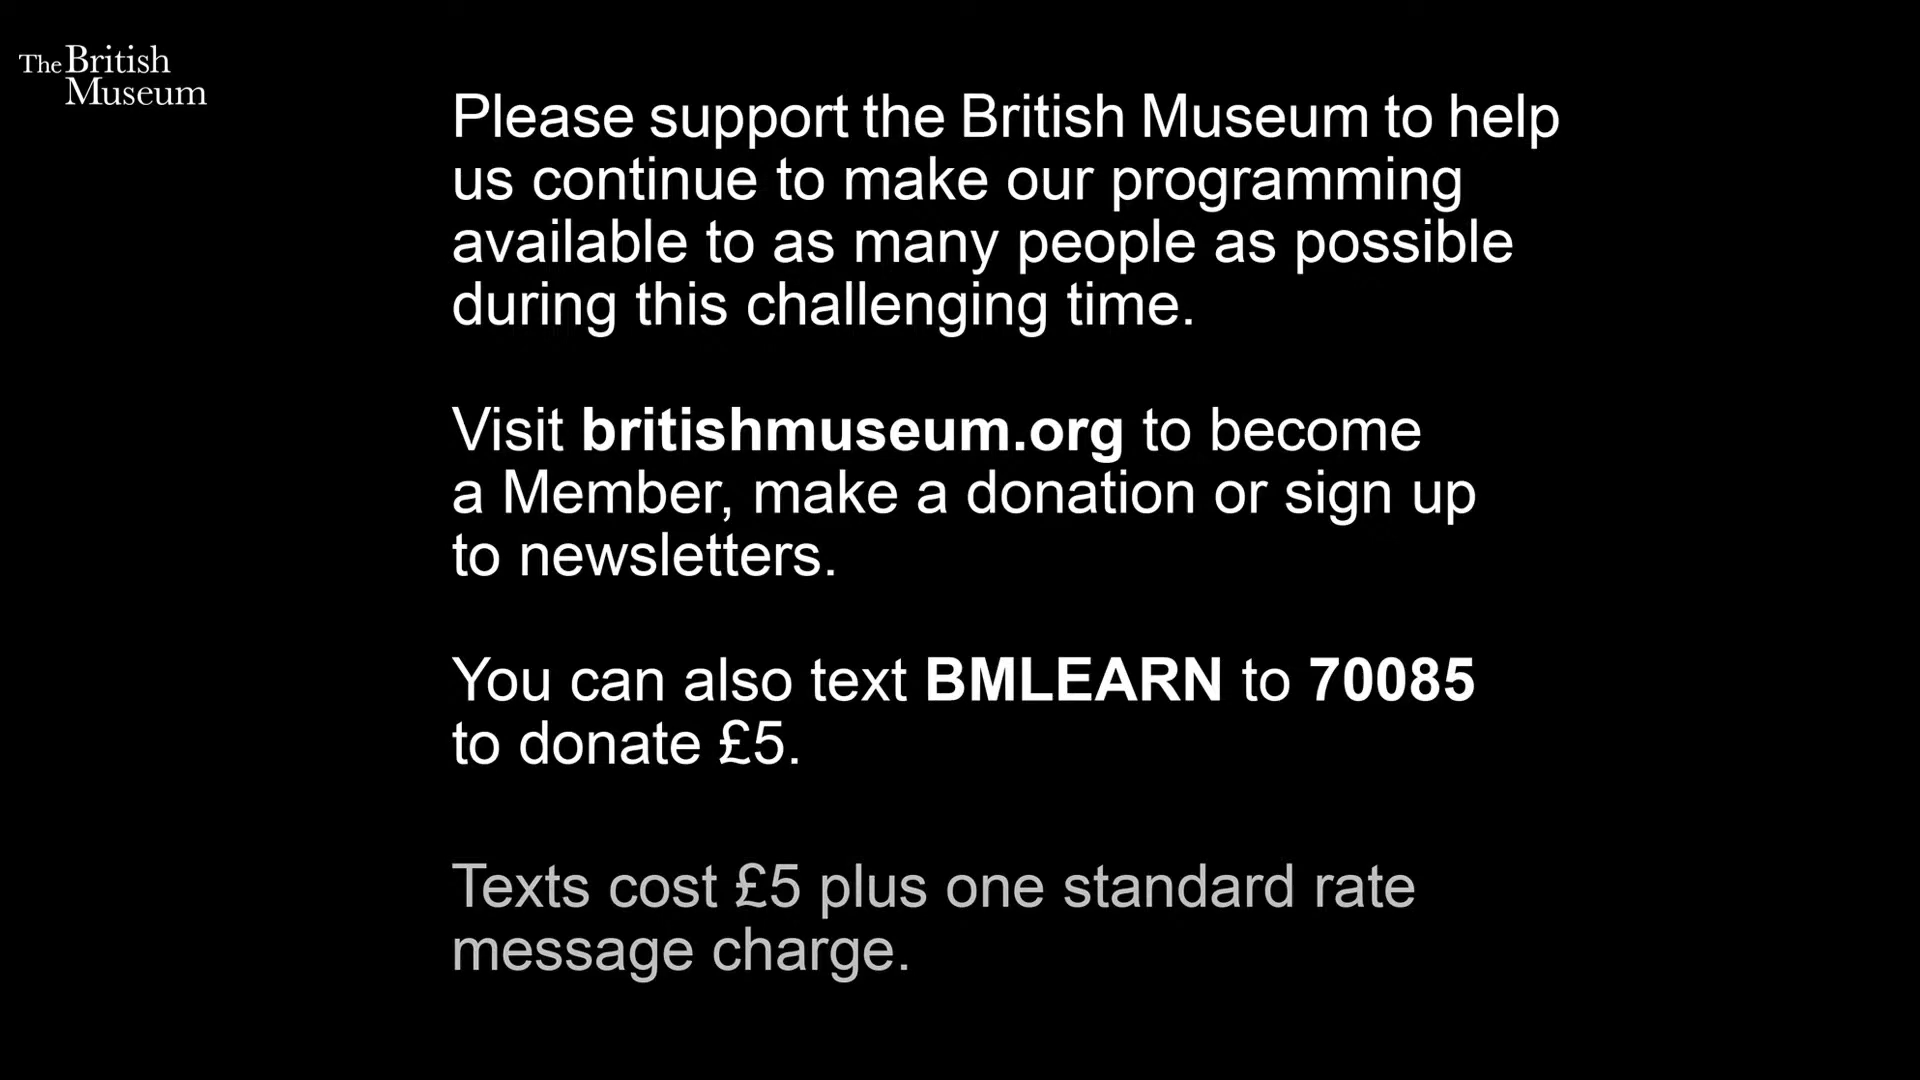 The British
Museum
Please support the British Museum to help
us continue to make our programming
available to as many people as possible
during this challenging time.
Visit britishmuseum.org to become
a Member, make a donation or sign up
to newsletters.
You can also text BMLEARN to 70085
to donate £5.
Texts cost £5 plus one standard rate
message charge.